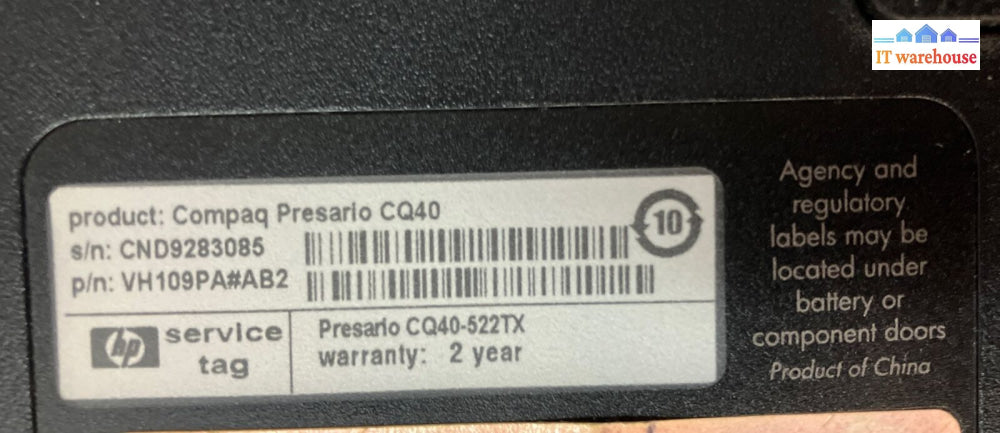 IT warehouse
product: Compaq Presario CQ40
s/n: CND9283085
10
p/n: VH109PA#AB2
hp
service
tag
Presario CQ40-522TX
warranty: 2 year
Agency and
regulatory
labels may be
located under
battery or
component doors
Product of China